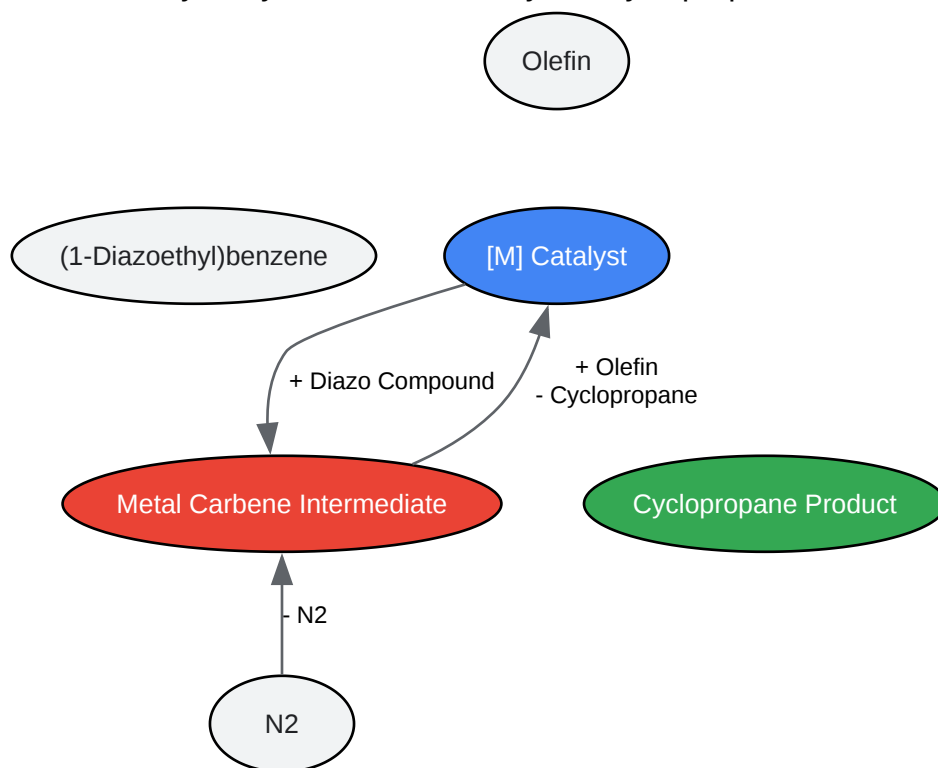 Olefin
(1-Diazoethyl)benzene
[M] Catalyst
+ Diazo Compound
+ Olefin
- Cyclopropane
Metal Carbene Intermediate
Cyclopropane Product
- N2
N2